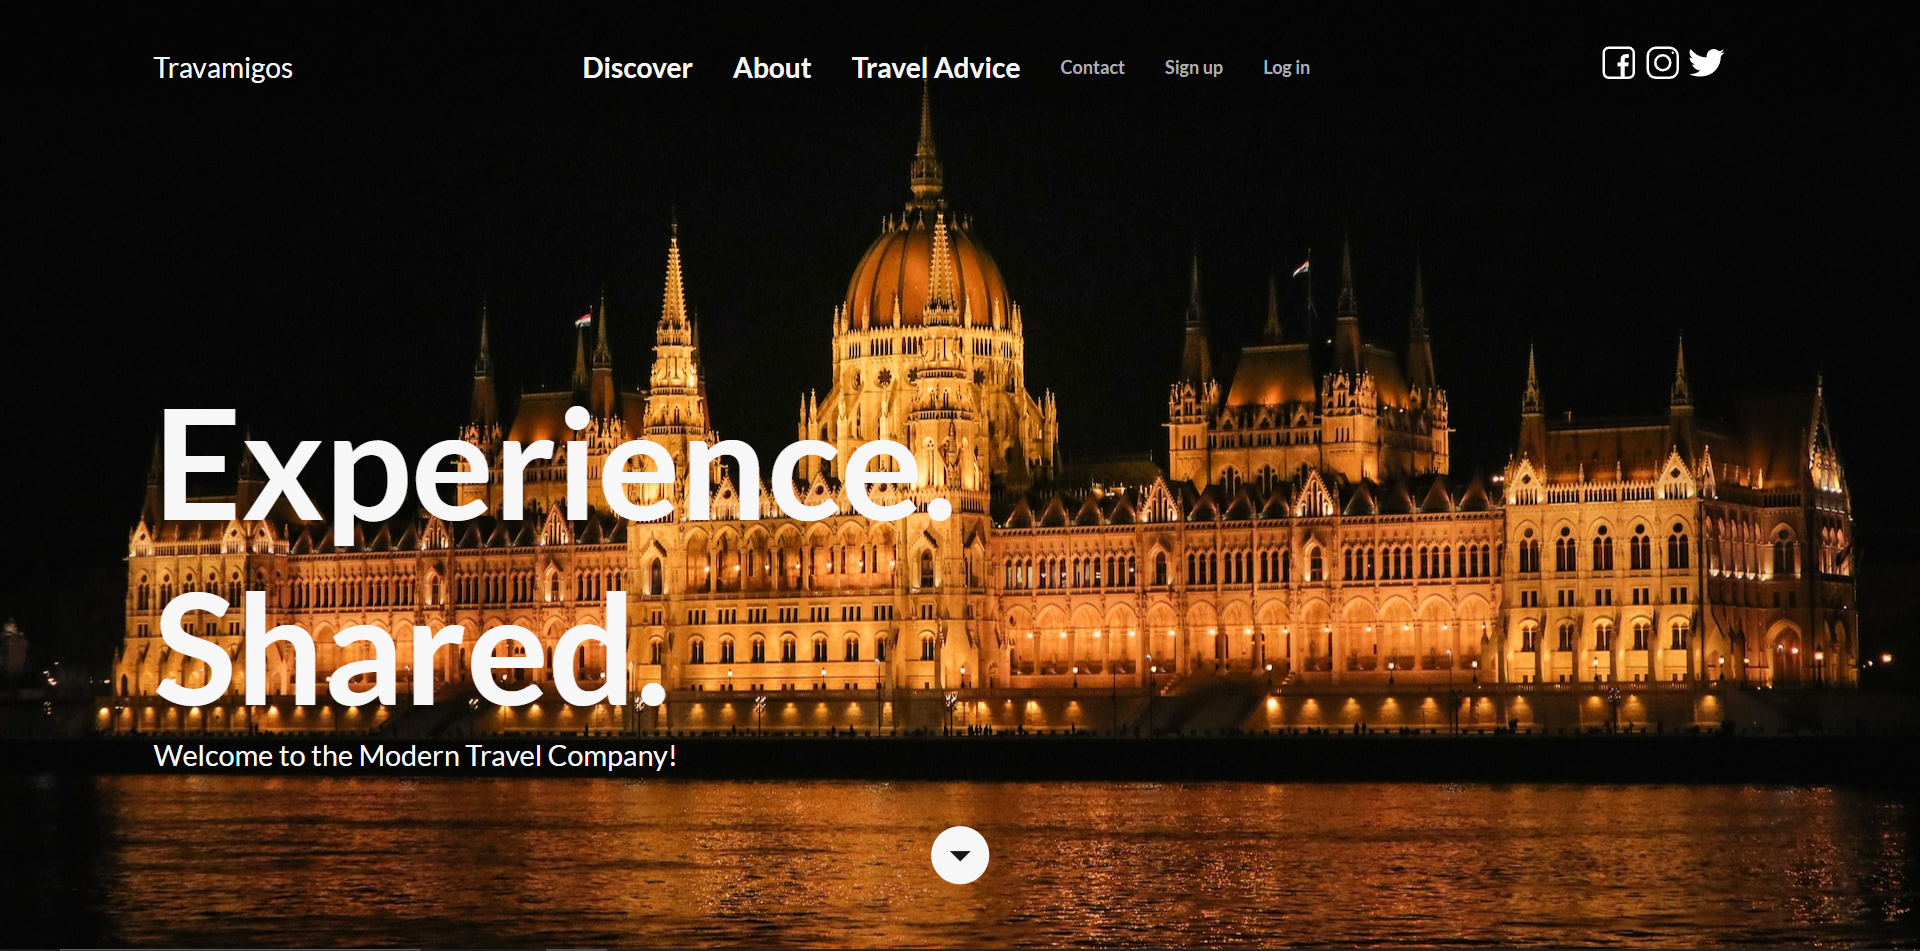 Travamigos
Discover About Travel Advice Contact Sign up Log in
Experience.
Shared.
Welcome to the Modern Travel Company!